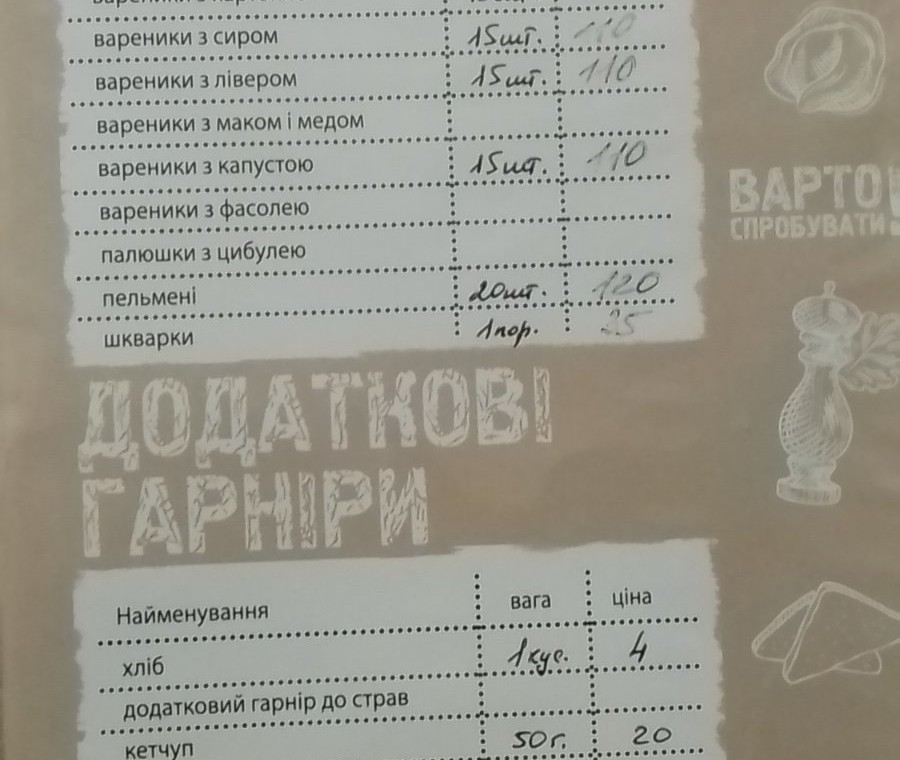 вареники з сиром 15шт. 110
вареники з лівером 15шт. 110
вареники з маком і медом
вареники з капустою 15шт. 110
вареники з фасолею
палюшки з цибулею
пельмені 20шт. 120
шкварки 1пор. 35
ВАРТО
СПРОБУВАТИ!
ДОДАТКОВІ
ГАРНІРИ
Найменування вага ціна
хліб 1кус. 4
додатковий гарнір до страв
кетчуп 50г. 20